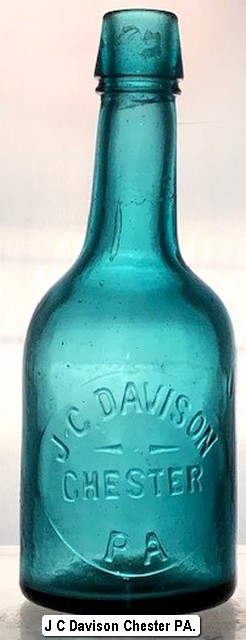 J. C DAVISON
CHESTER
PA
J C Davison Chester PA.